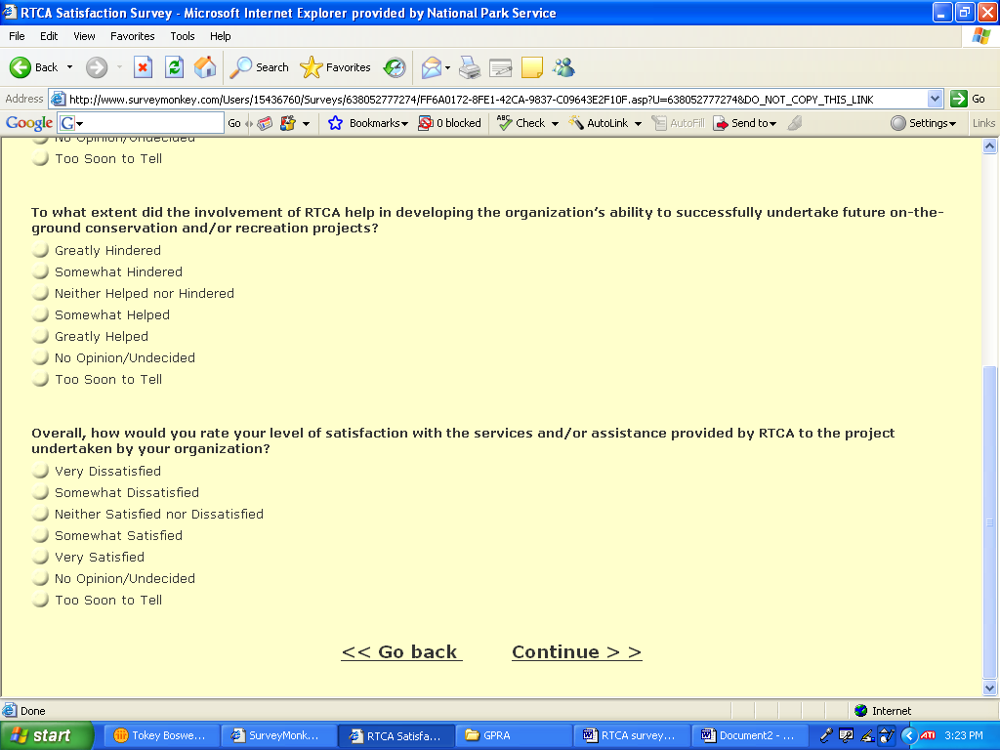 RTCA Satisfaction Survey - Microsoft Internet Explorer provided by National Park Service
File Edit View Favorites Tools Help
Back Search Favorites
Address http://www.surveymonkey.com/Users/15436760/Surveys/638052777274/FF6A0172-8FE1-42CA-9837-C09643E2F10F.asp?U=638052777274&DO_NOT_COPY_THIS_LINK Go
Google G Go Bookmarks 0 blocked ABC Check AutoLink AutoFill Send to Settings Links
No Opinion/Undecided
Too Soon to Tell
To what extent did the involvement of RTCA help in developing the organization's ability to successfully undertake future on-the-
ground conservation and/or recreation projects?
Greatly Hindered
Somewhat Hindered
Neither Helped nor Hindered
Somewhat Helped
Greatly Helped
No Opinion/Undecided
Too Soon to Tell
Overall, how would you rate your level of satisfaction with the services and/or assistance provided by RTCA to the project
undertaken by your organization?
Very Dissatisfied
Somewhat Dissatisfied
Neither Satisfied nor Dissatisfied
Somewhat Satisfied
Very Satisfied
No Opinion/Undecided
Too Soon to Tell
<< Go back Continue > >
Done Internet
start Tokey Boswe... SurveyMonk... RTCA Satisfa... GPRA RTCA survey... Document2 - ... ATI 3:23 PM